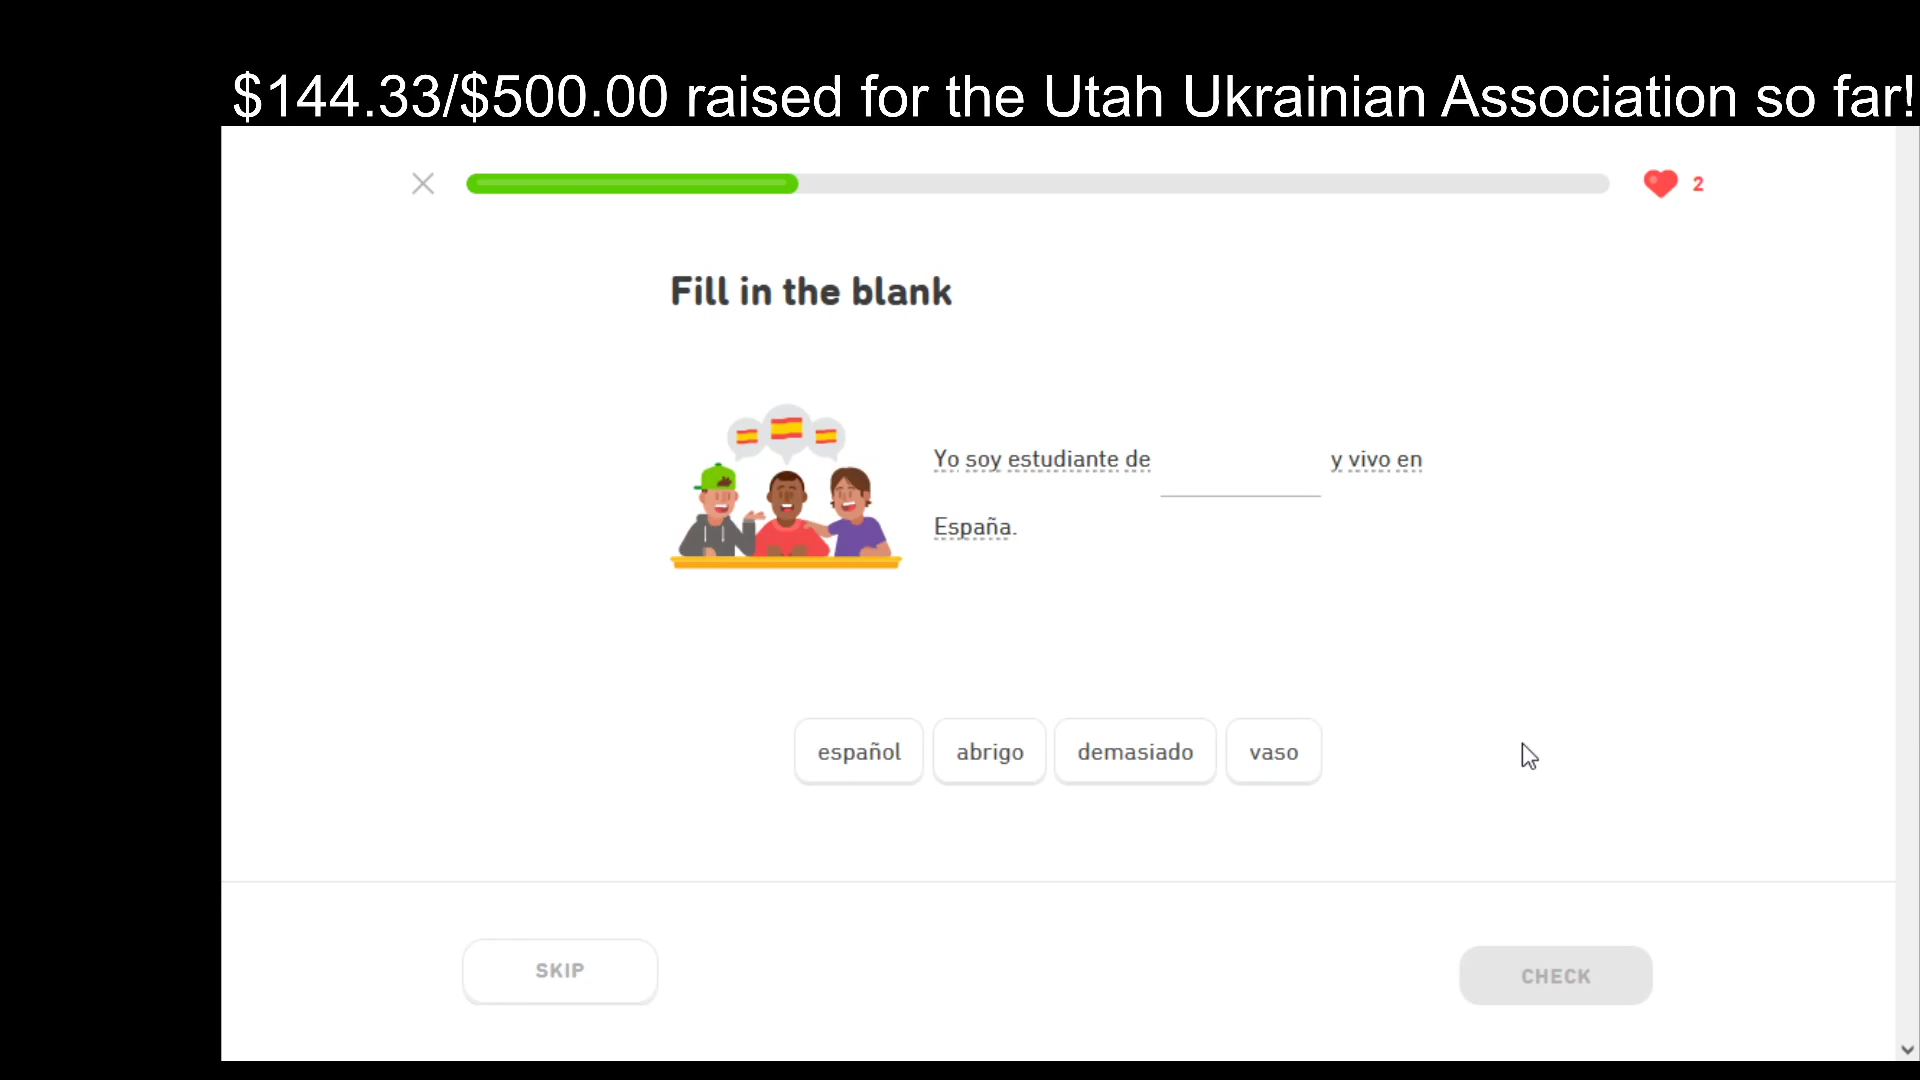 $144.33/$500.00 raised for the Utah Ukrainian Association so far!
2
Fill in the blank
Yo soy estudiante de y vivo en
España.
español abrigo demasiado vaso
SKIP CHECK